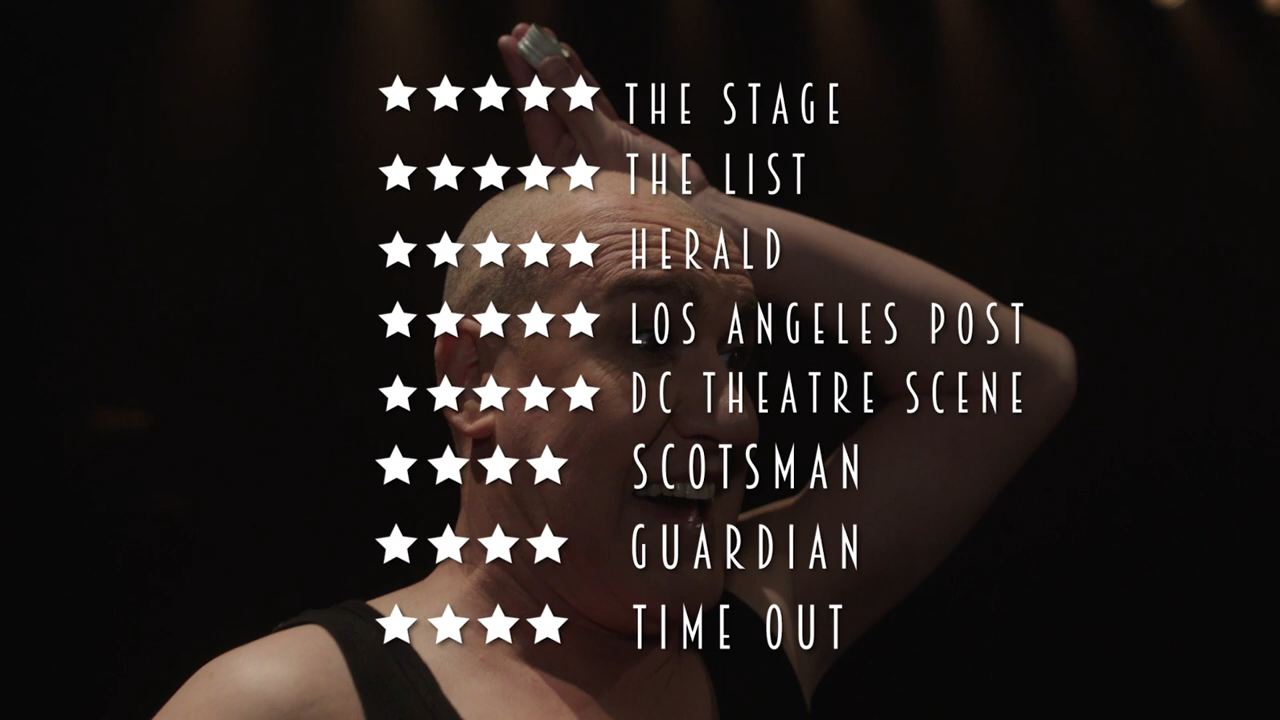 ★★★★★ THE STAGE
★★★★★ THE LIST
★★★★★ HERALD
★★★★★ LOS ANGELES POST
★★★★★ DC THEATRE SCENE
★★★★ SCOTSMAN
★★★★ GUARDIAN
★★★★ TIME OUT